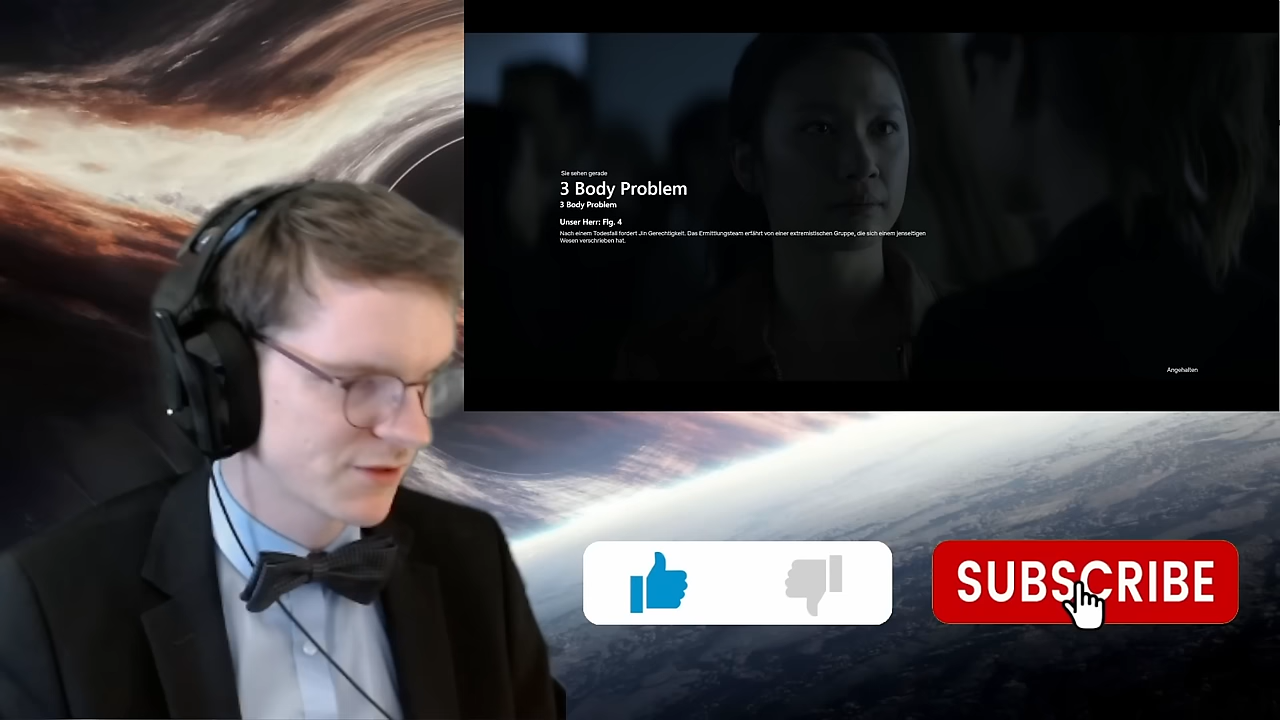 Sie sehen gerade
3 Body Problem
3 Body Problem
Unser Herr: Flg. 4
Nach einem Todesfall fordert Jin Gerechtigkeit. Das Ermittlungsteam erfährt von einer extremistischen Gruppe, die sich einem jenseitigen
Wesen verschrieben hat.
Angehalten
SUBSCRIBE